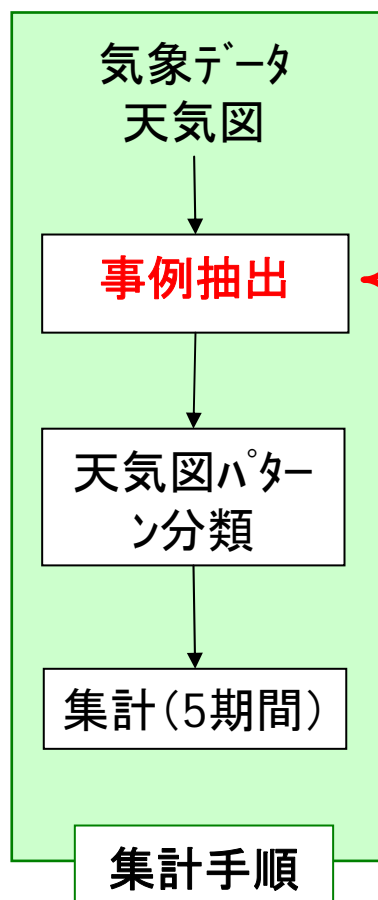 気象ﾃﾞｰﾀ
天気図
事例抽出
天気図ﾊﾟﾀｰ
ﾝ分類
集計(5期間)
集計手順